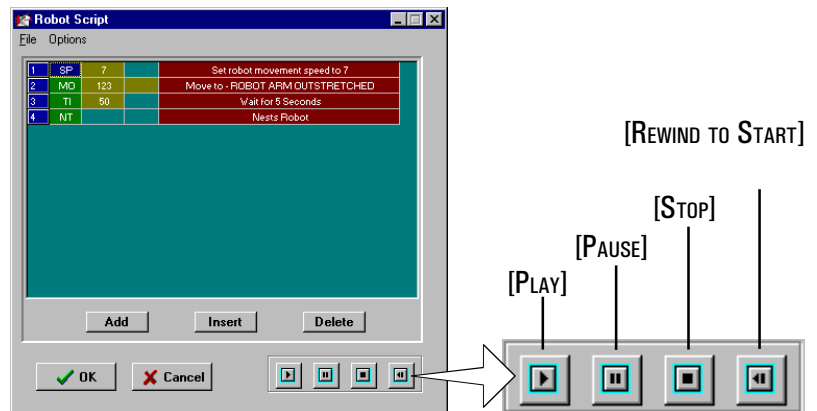 Robot Script
File Options
1 SP 7 Set robot movement speed to 7
2 MO 123 Move to - ROBOT ARM OUTSTRETCHED
3 TI 50 Wait for 5 Seconds
4 NT Nests Robot
Add Insert Delete
OK Cancel
[REWIND TO START]
[STOP]
[PAUSE]
[PLAY]